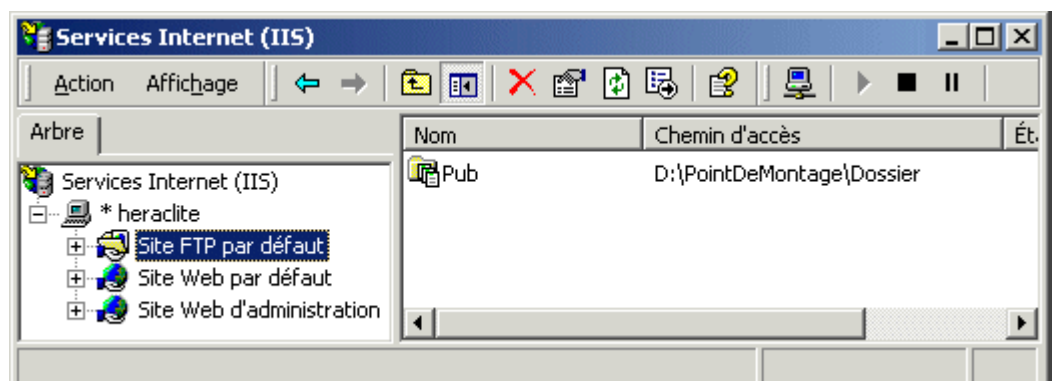 Services Internet (IIS)
Action Affichage
Arbre
Nom Chemin d'accès Ét
Services Internet (IIS)
Pub D:\PointDeMontage\Dossier
* heraclite
Site FTP par défaut
Site Web par défaut
Site Web d'administration